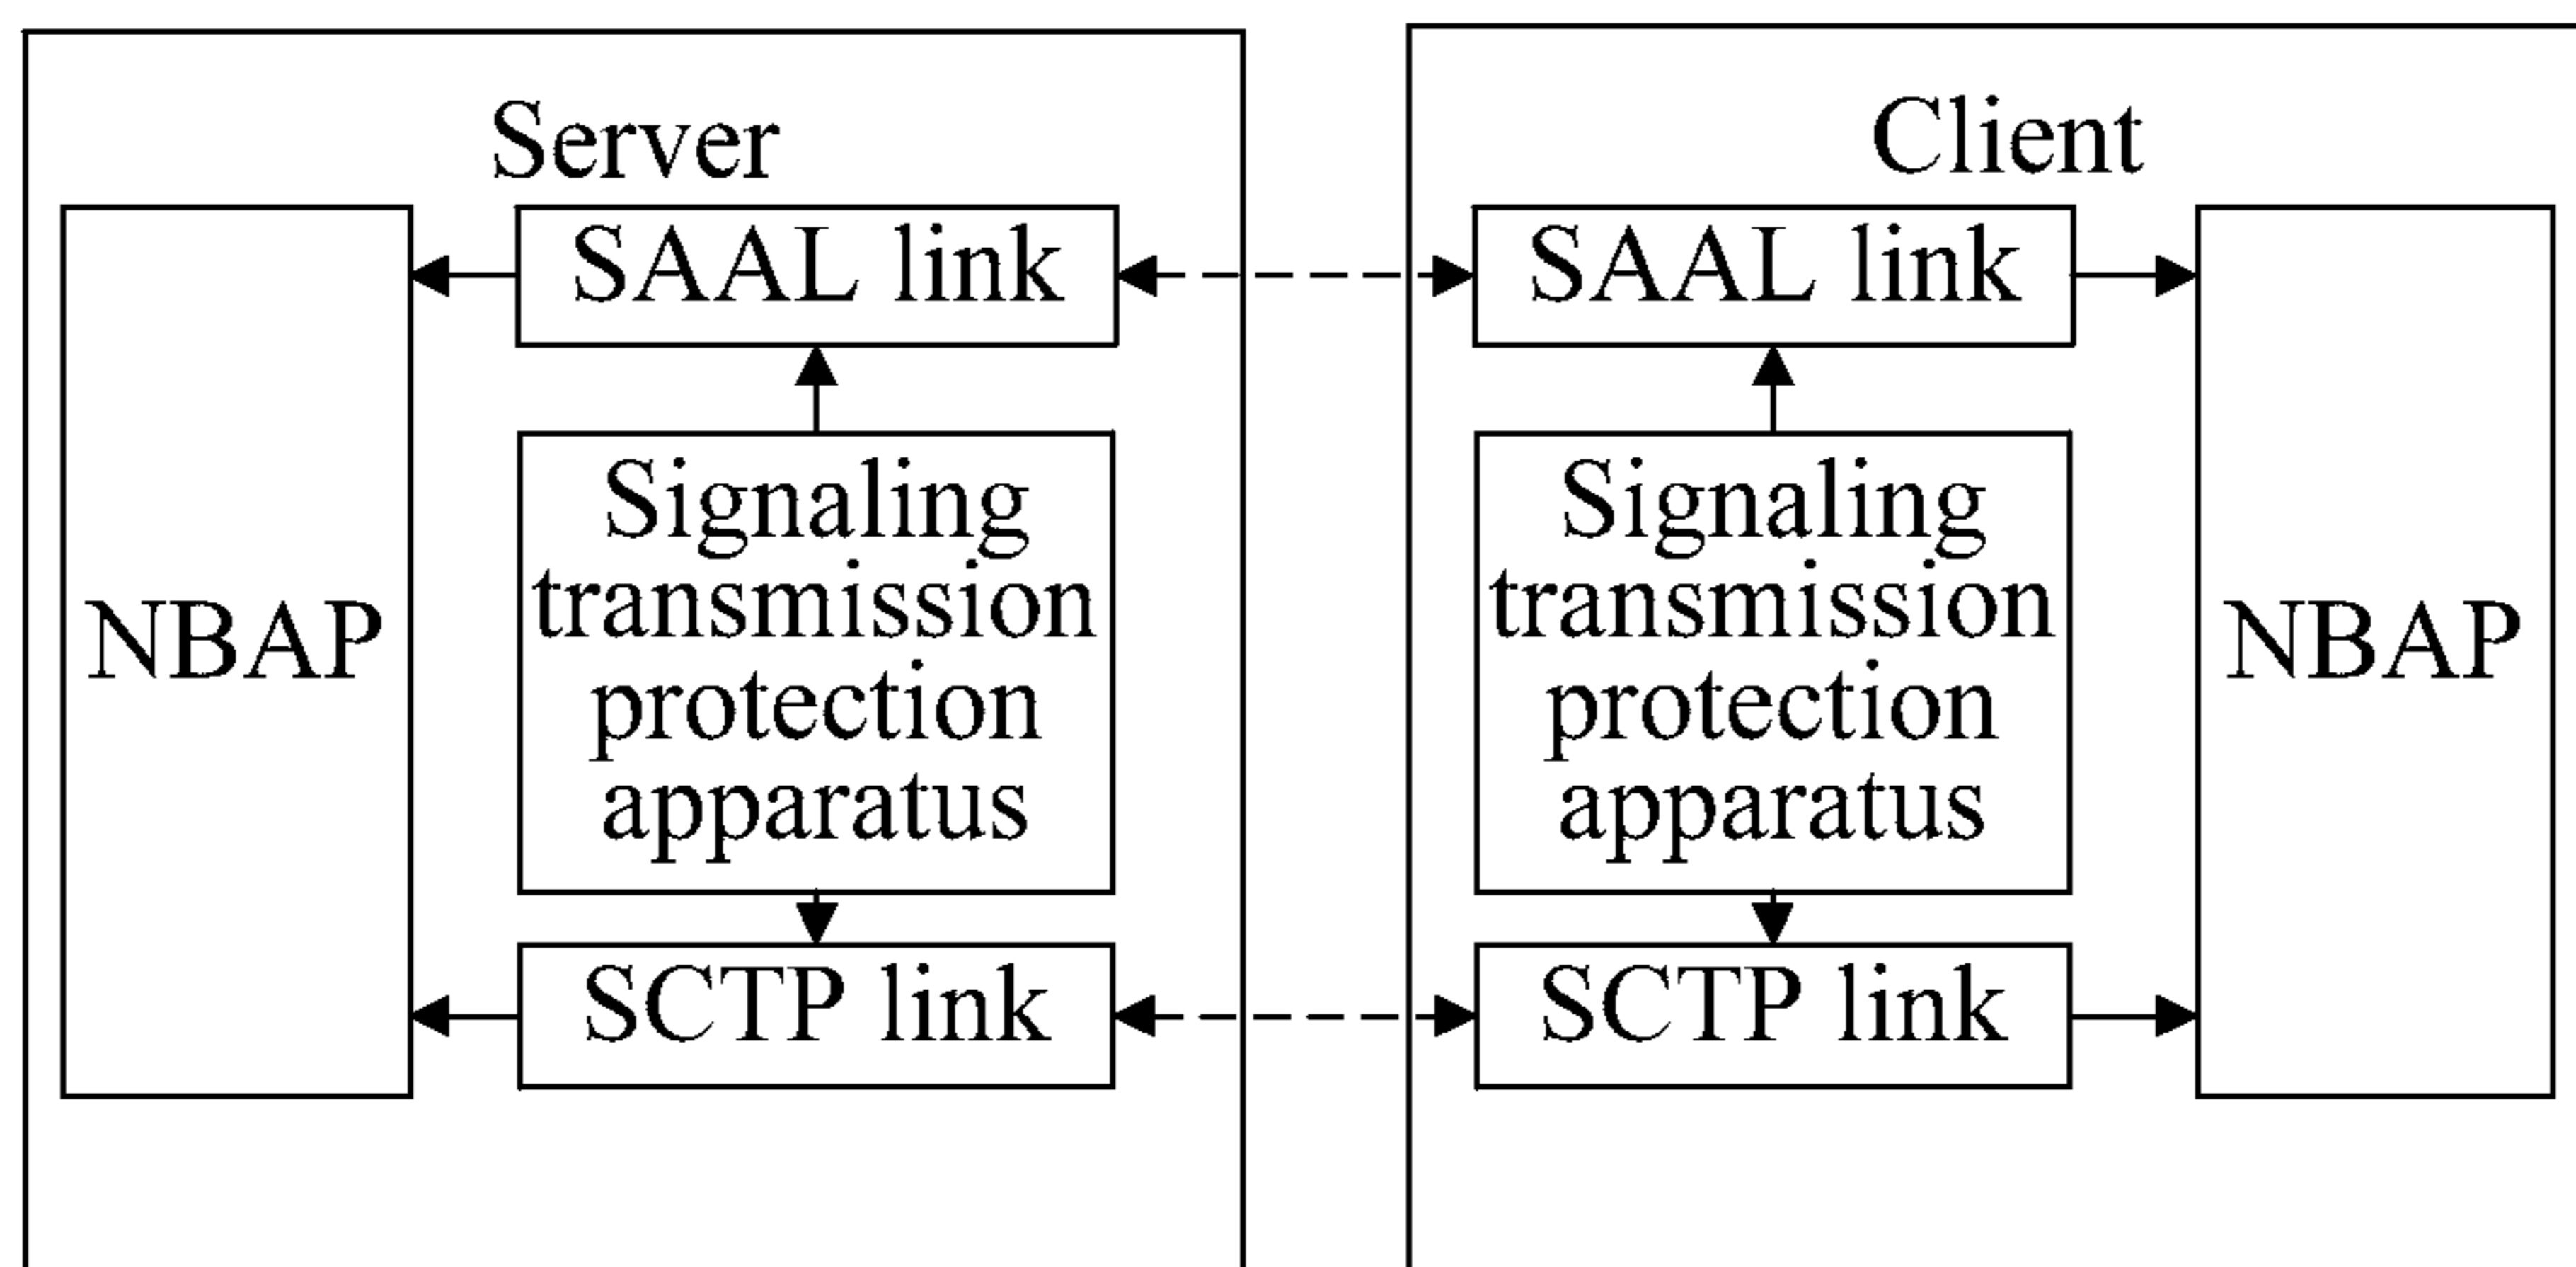 Server
NBAP
SAAL link
Signaling
transmission
protection
apparatus
SCTP link
Client
SAAL link
Signaling
transmission
protection
apparatus
SCTP link
NBAP